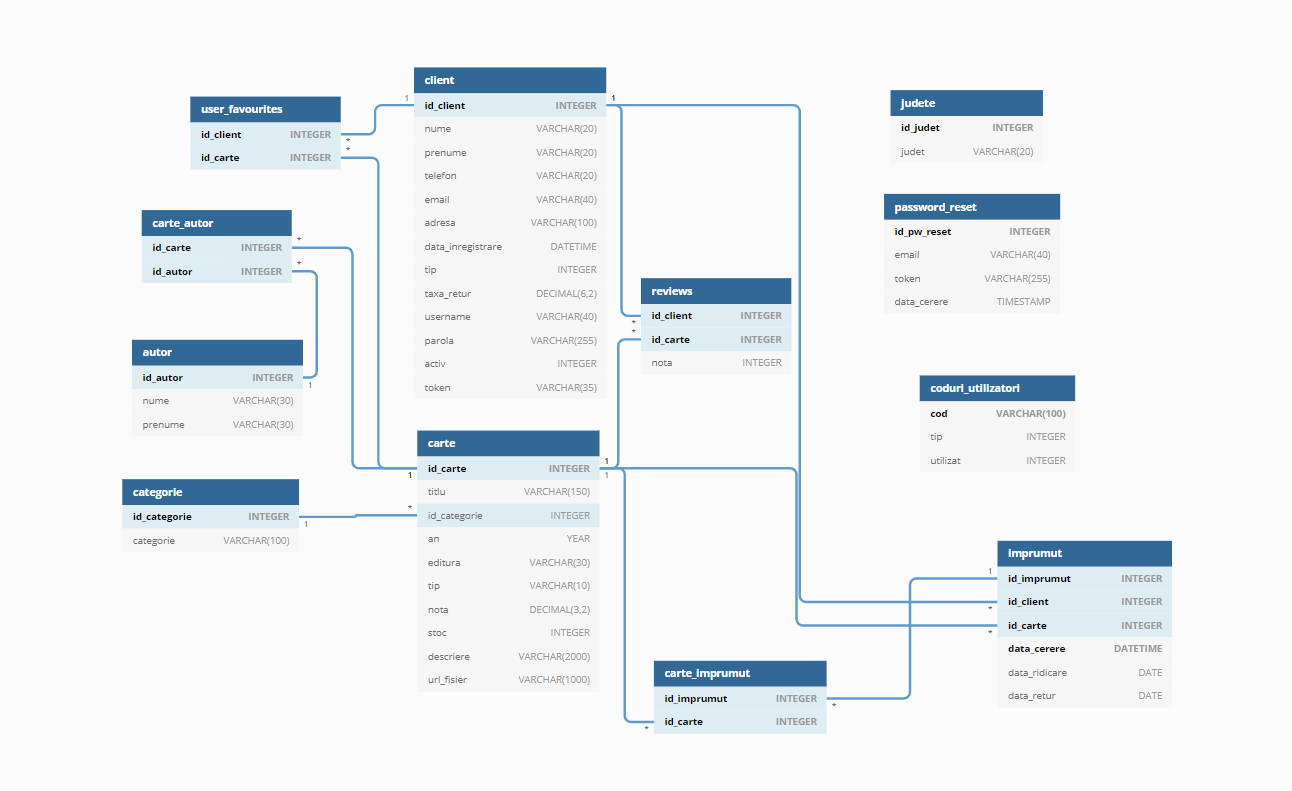 client
id_client INTEGER
nume VARCHAR(20)
prenume VARCHAR(20)
telefon VARCHAR(20)
email VARCHAR(40)
adresa VARCHAR(100)
data_inregistrare DATETIME
tip INTEGER
taxa_retur DECIMAL(6,2)
username VARCHAR(40)
parola VARCHAR(255)
activ INTEGER
token VARCHAR(35)
user_favourites
id_client INTEGER
id_carte INTEGER
carte_autor
id_carte INTEGER
id_autor INTEGER
autor
id_autor INTEGER
nume VARCHAR(30)
prenume VARCHAR(30)
categorie
id_categorie INTEGER
categorie VARCHAR(100)
carte
id_carte INTEGER
titlu VARCHAR(150)
id_categorie INTEGER
an YEAR
editura VARCHAR(30)
tip VARCHAR(10)
nota DECIMAL(3,2)
stoc INTEGER
descriere VARCHAR(2000)
url_fisier VARCHAR(1000)
reviews
id_client INTEGER
id_carte INTEGER
nota INTEGER
carte_imprumut
id_imprumut INTEGER
id_carte INTEGER
judete
id_judet INTEGER
judet VARCHAR(20)
password_reset
id_pw_reset INTEGER
email VARCHAR(40)
token VARCHAR(255)
data_cerere TIMESTAMP
coduri_utilizatori
cod VARCHAR(100)
tip INTEGER
utilizat INTEGER
imprumut
id_imprumut INTEGER
id_client INTEGER
id_carte INTEGER
data_cerere DATETIME
data_ridicare DATE
data_retur DATE
1
*
*
1
*
*
1
1
*
1
*
*
1
1
*
*
1
*
*